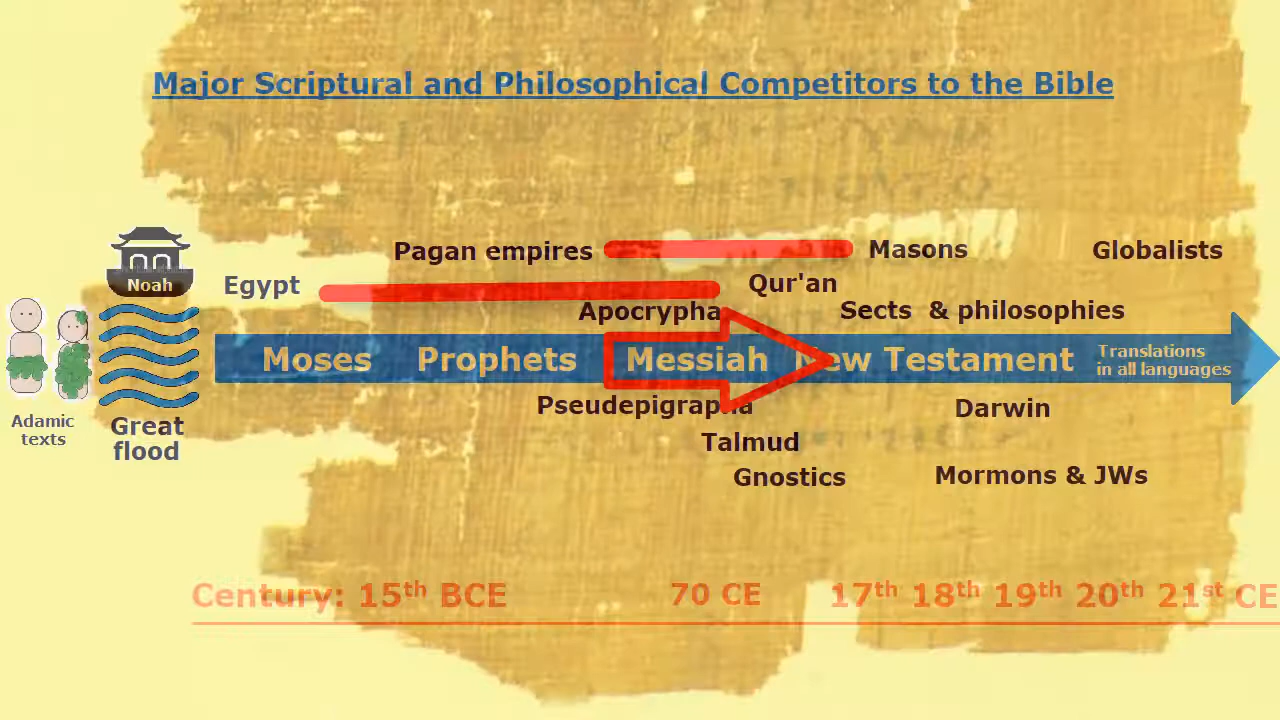 Major Scriptural and Philosophical Competitors to the Bible
Pagan empires
Masons
Globalists
Noah
Egypt
Qur'an
Apocrypha
Sects & philosophies
Moses
Prophets
Messiah
New Testament
Translations
in all languages
Adamic
texts
Great
flood
Pseudepigrapha
Darwin
Talmud
Gnostics
Mormons & JWs
Century: 15th BCE
70 CE
17th 18th 19th 20th 21st CE